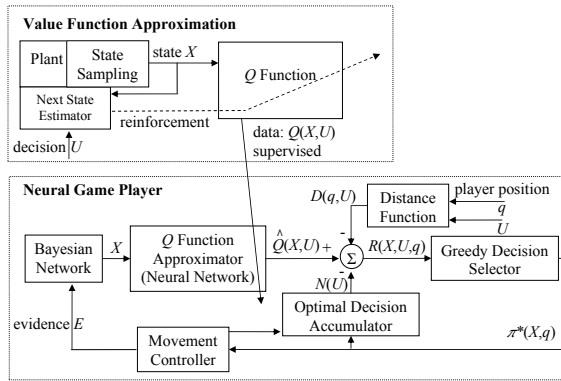 Value Function Approximation
Plant
State
Sampling
state X
Q Function
Next State
Estimator
reinforcement
decision U
data: Q(X,U)
supervised
Neural Game Player
D(q,U)
Distance
Function
player position
q
U
Bayesian
Network
X
Q Function
Approximator
(Neural Network)
^
Q(X,U) +
-
Σ
-
R(X,U,q)
Greedy Decision
Selector
N(U)
evidence E
Optimal Decision
Accumulator
Movement
Controller
π*(X,q)